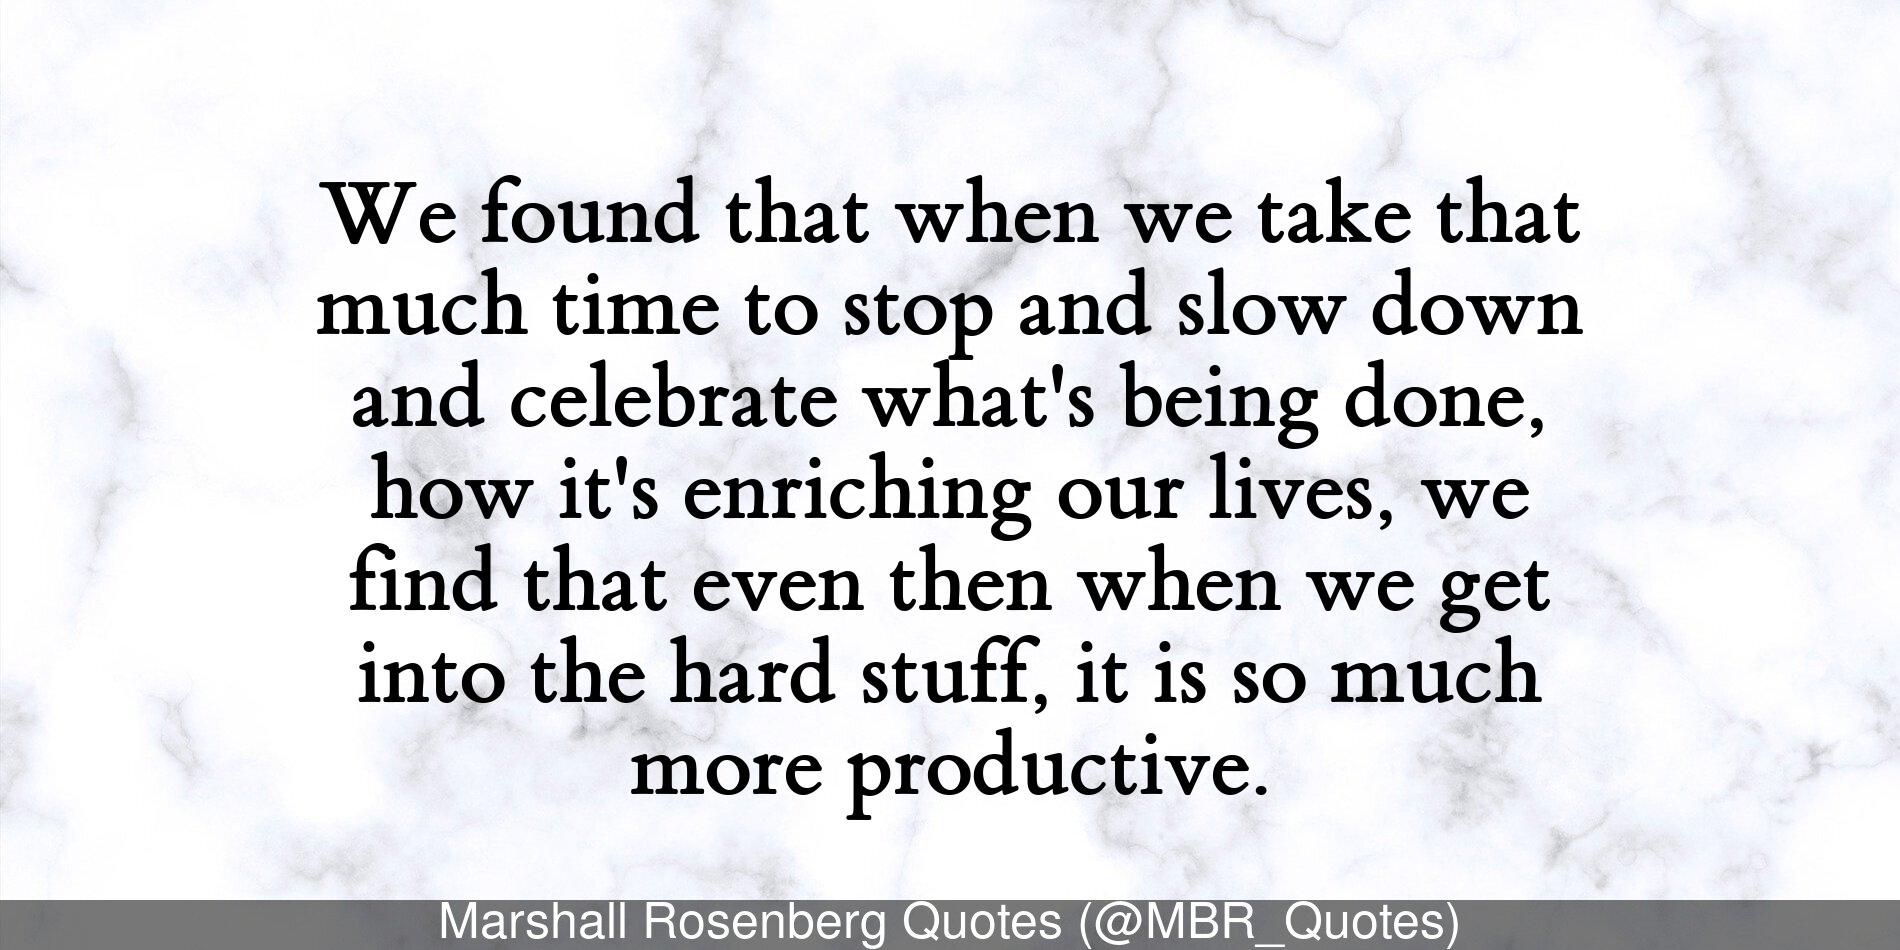 We found that when we take that
much time to stop and slow down
and celebrate what's being done,
how it's enriching our lives, we
find that even then when we get
into the hard stuff, it is so much
more productive.
Marshall Rosenberg Quotes (@MBR_Quotes)